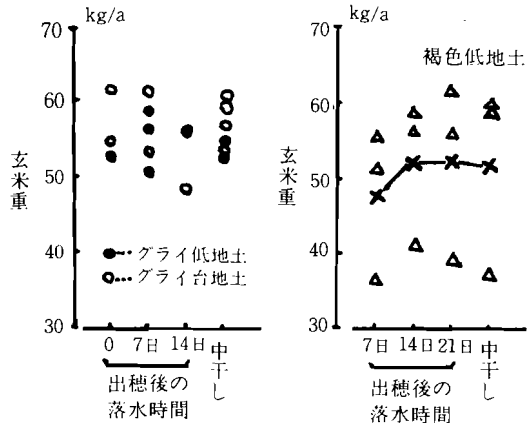 kg/a
70
60
50
40
30
玄米重
●…グライ低地土
○…グライ台地土
0 7日 14日 中干し
出穂後の
落水時間
kg/a
70
褐色低地土
60
50
40
30
玄米重
7日 14日 21日 中干し
出穂後の
落水時間